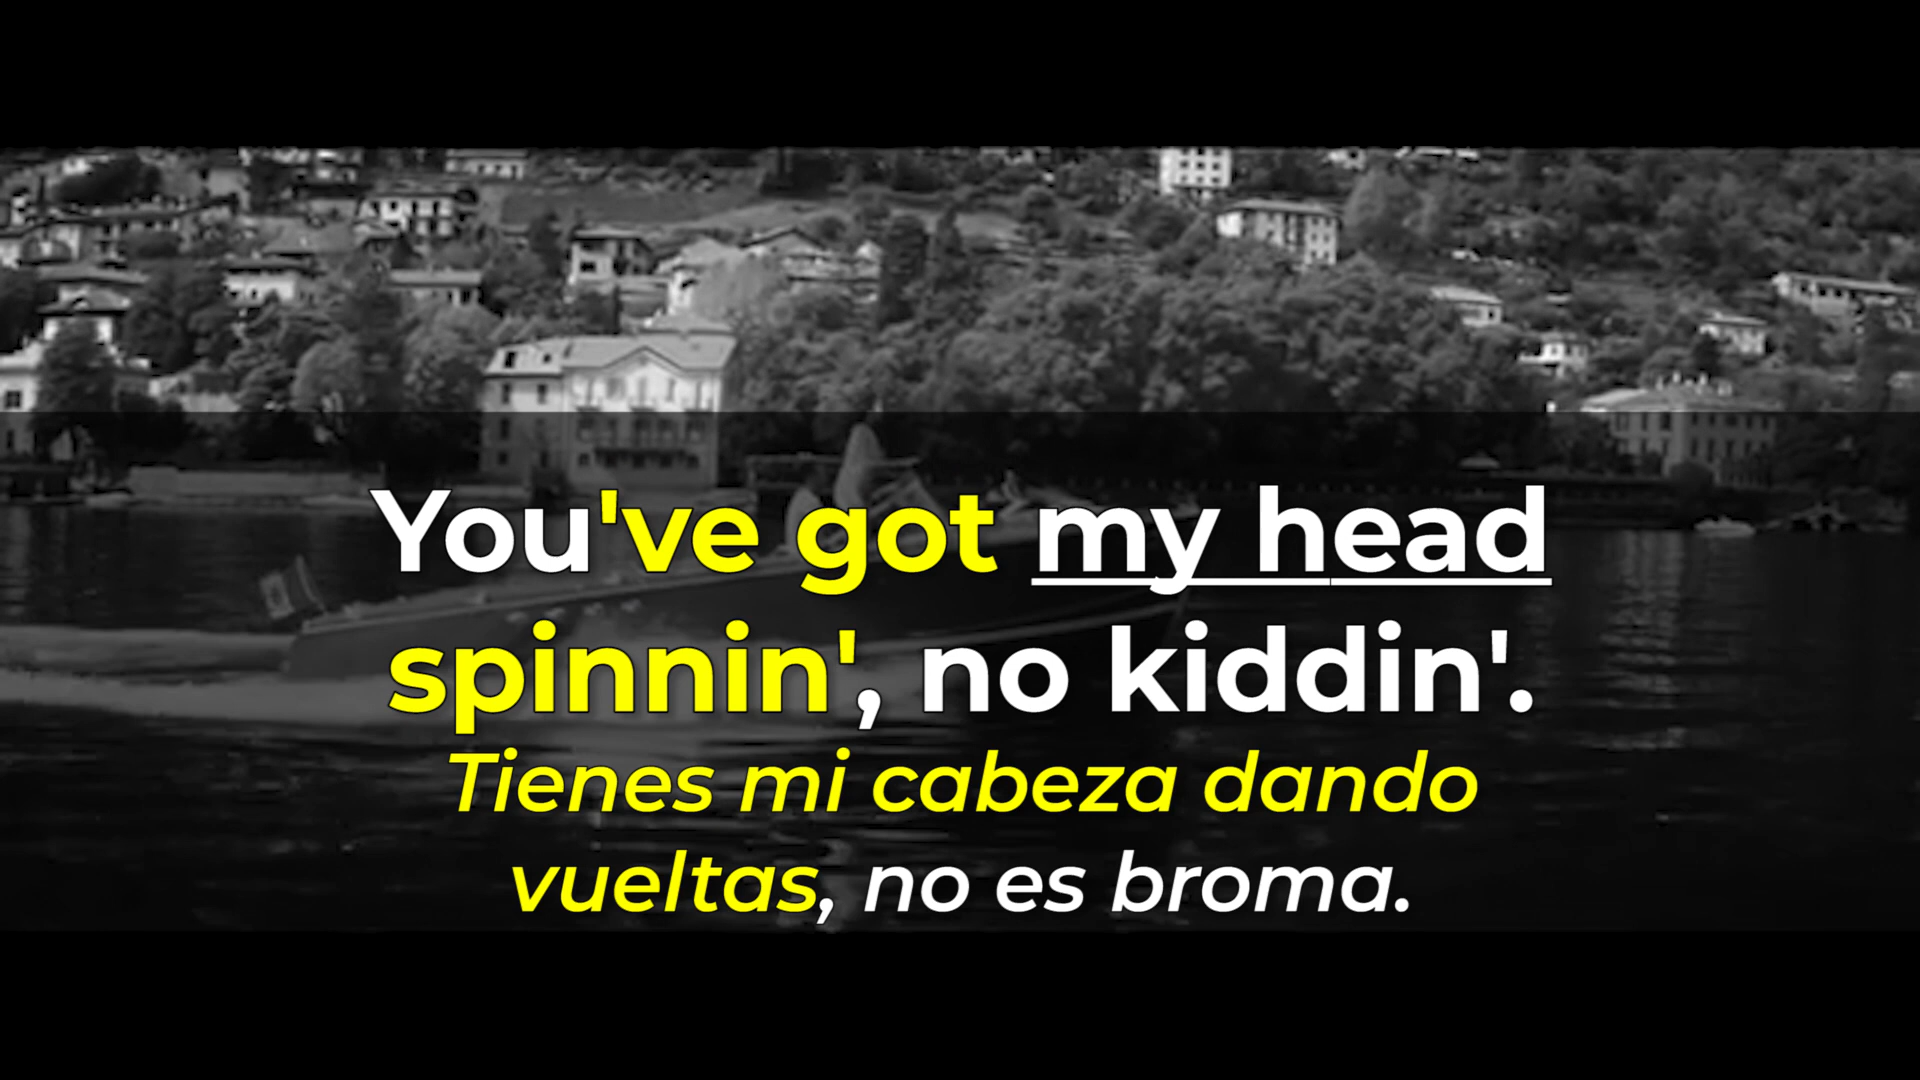 You've got my head
spinnin', no kiddin'.
Tienes mi cabeza dando
vueltas, no es broma.